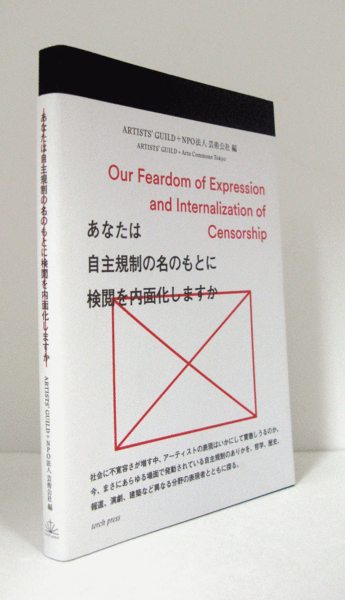 ARTISTS' GUILD+NPO法人 芸術公社 編
ARTISTS' GUILD + Arts Commons Tokyo
Our Feardom of Expression
and Internalization of
Censorship
あなたは
自主規制の名のもとに
検閲を内面化しますか
社会に不寛容さが増す中、アーティストの表現はいかにして貫徹しうるのか。
今、まさにあらゆる場面で発動されている自主規制のありかを、哲学、歴史、
報道、演劇、建築など異なる分野の表現者とともに探る。
torch press
あなたは自主規制の名のもとに検閲を内面化しますか
ARTISTS' GUILD+NPO法人 芸術公社 編